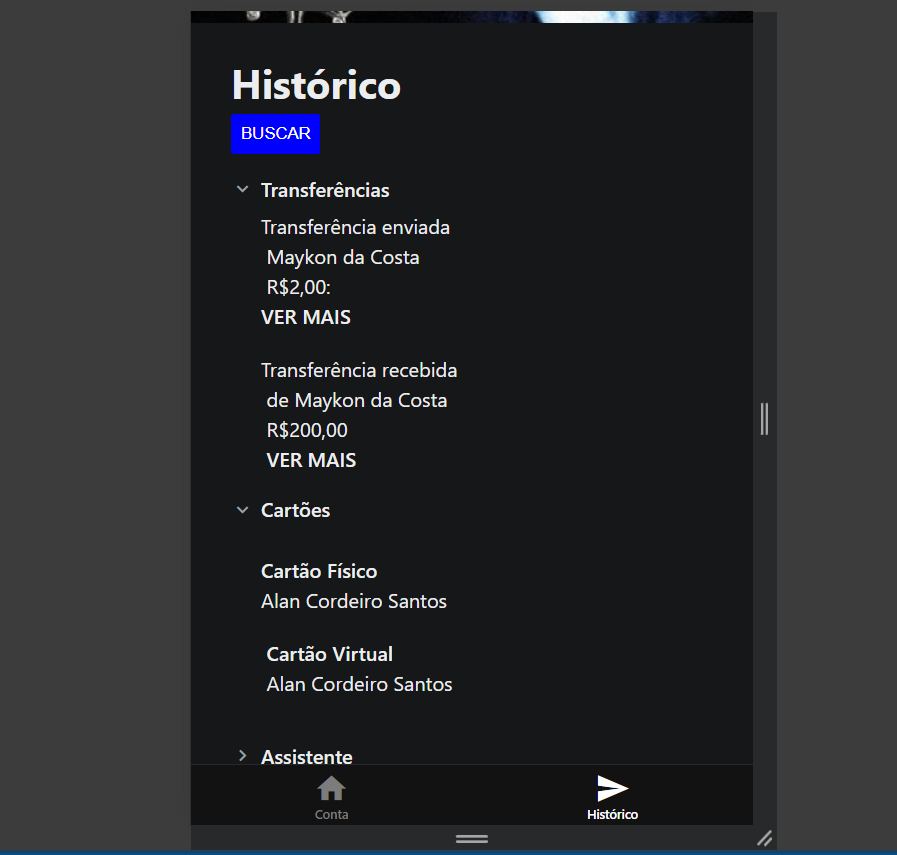 Histórico
BUSCAR
Transferências
Transferência enviada
Maykon da Costa
R$2,00:
VER MAIS
Transferência recebida
de Maykon da Costa
R$200,00
VER MAIS
Cartões
Cartão Físico
Alan Cordeiro Santos
Cartão Virtual
Alan Cordeiro Santos
Assistente
Conta
Histórico